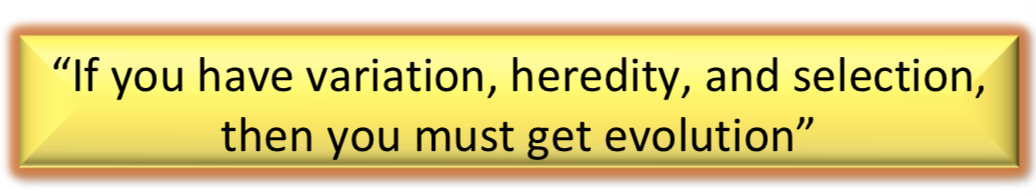 “If you have variation, heredity, and selection,
then you must get evolution”